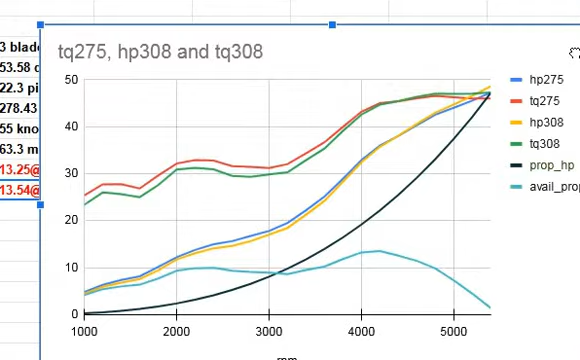 tq275, hp308 and tq308
3 blade
53.58
22.3 pi
278.43
55 kno
63.3 m
13.25@
13.54@
50
40
30
20
10
0
1000
2000
3000
4000
5000
hp275
tq275
hp308
tq308
prop_hp
avail_prop